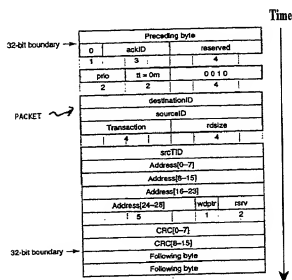 Time
Preceding byte
32-bit boundary
0 ackID reserved
1 3 4
prio tt = 0m 0 0 1 0
2 2 4
destinationID
PACKET
sourceID
Transaction rdsize
4 4
srcTID
Address[0–7]
Address[8–15]
Address[16–23]
Address[24–28] wdptr rsrv
5 1 2
CRC[0–7]
CRC[8–15]
32-bit boundary
Following byte
Following byte